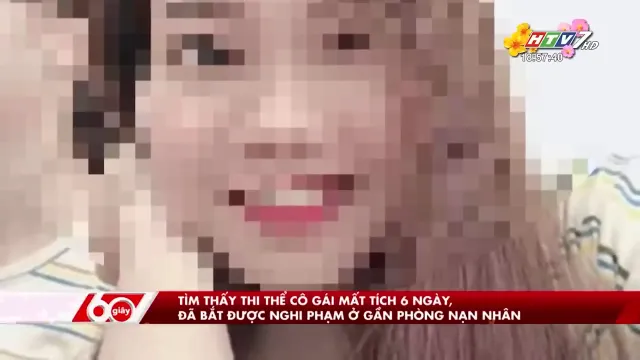 HTV7 HD
18:57:40
60 giây
TÌM THẤY THI THỂ CÔ GÁI MẤT TÍCH 6 NGÀY,
ĐÃ BẮT ĐƯỢC NGHI PHẠM Ở GẦN PHÒNG NẠN NHÂN